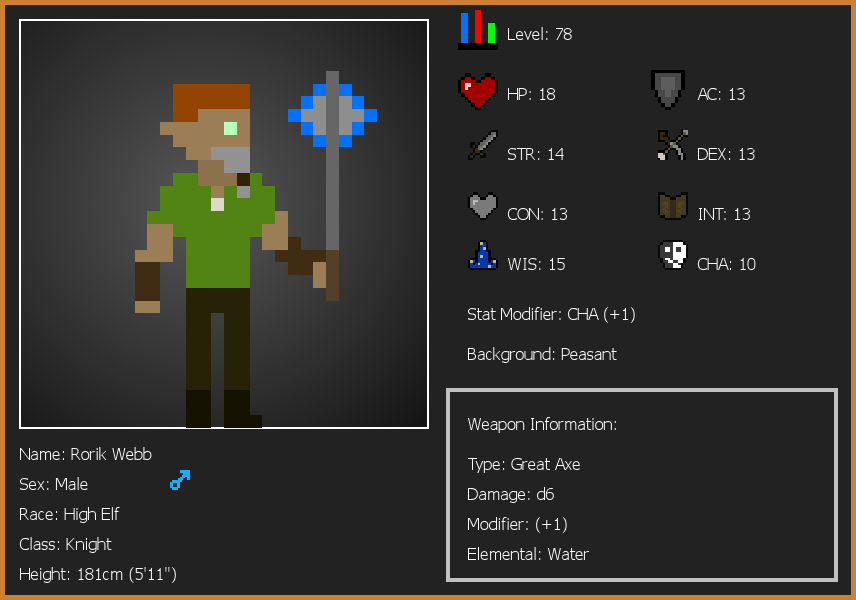 Level: 78
HP: 18
AC: 13
STR: 14
DEX: 13
CON: 13
INT: 13
WIS: 15
CHA: 10
Stat Modifier: CHA (+1)
Background: Peasant
Weapon Information:
Type: Great Axe
Damage: d6
Modifier: (+1)
Elemental: Water
Name: Rorik Webb
Sex: Male
Race: High Elf
Class: Knight
Height: 181cm (5'11")